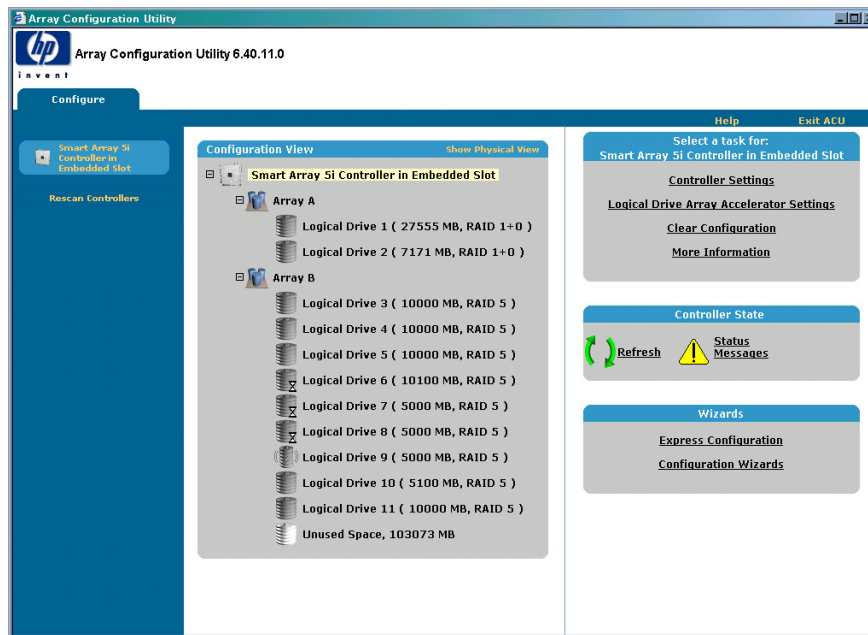 Array Configuration Utility
hp
invent
Array Configuration Utility 6.40.11.0
Configure
Help
Exit ACU
Smart Array 5i
Controller in
Embedded Slot
Rescan Controllers
Configuration View
Show Physical View
Smart Array 5i Controller in Embedded Slot
Array A
Logical Drive 1 ( 27555 MB, RAID 1+0 )
Logical Drive 2 ( 7171 MB, RAID 1+0 )
Array B
Logical Drive 3 ( 10000 MB, RAID 5 )
Logical Drive 4 ( 10000 MB, RAID 5 )
Logical Drive 5 ( 10000 MB, RAID 5 )
Logical Drive 6 ( 10100 MB, RAID 5 )
Logical Drive 7 ( 5000 MB, RAID 5 )
Logical Drive 8 ( 5000 MB, RAID 5 )
Logical Drive 9 ( 5000 MB, RAID 5 )
Logical Drive 10 ( 5100 MB, RAID 5 )
Logical Drive 11 ( 10000 MB, RAID 5 )
Unused Space, 103073 MB
Select a task for:
Smart Array 5i Controller in Embedded Slot
Controller Settings
Logical Drive Array Accelerator Settings
Clear Configuration
More Information
Controller State
Refresh
Status
Messages
Wizards
Express Configuration
Configuration Wizards